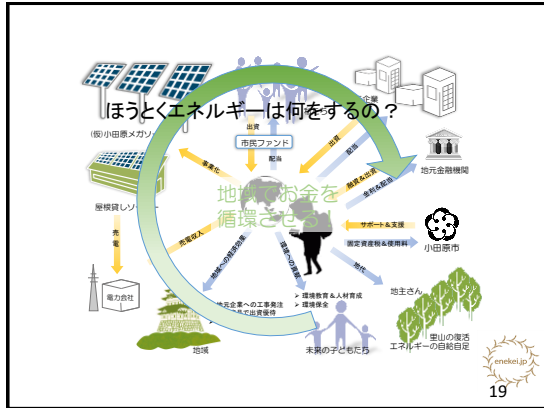 ほうとくエネルギーは何をするの？
企業
(仮)小田原メガソ
出資
配当
市民ファンド
出資
配当
事業化
融資＆出資
金利＆配当
地元金融機関
地域でお金を
循環させる！
屋根貸しソ
サポート＆支援
固定資産税＆使用料
小田原市
売電
売電収入
地域への経済効果
環境への貢献
地代
地主さん
電力会社
地元企業への工事発注
で出資優待
➢ 環境教育＆人材育成
➢ 環境保全
里山の復活
エネルギーの自給自足
地域
未来の子どもたち
enekei.jp
19